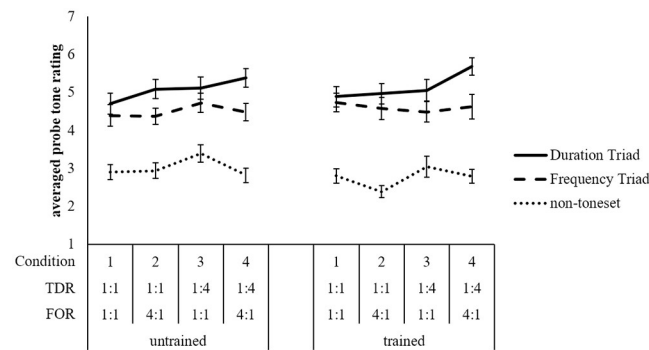 7
6
5
4
3
2
1
averaged probe tone rating
Duration Triad
Frequency Triad
non-toneset
Condition 1 2 3 4 1 2 3 4
TDR 1:1 1:1 1:4 1:4 1:1 1:1 1:4 1:4
FOR 1:1 4:1 1:1 4:1 1:1 4:1 1:1 4:1
untrained trained